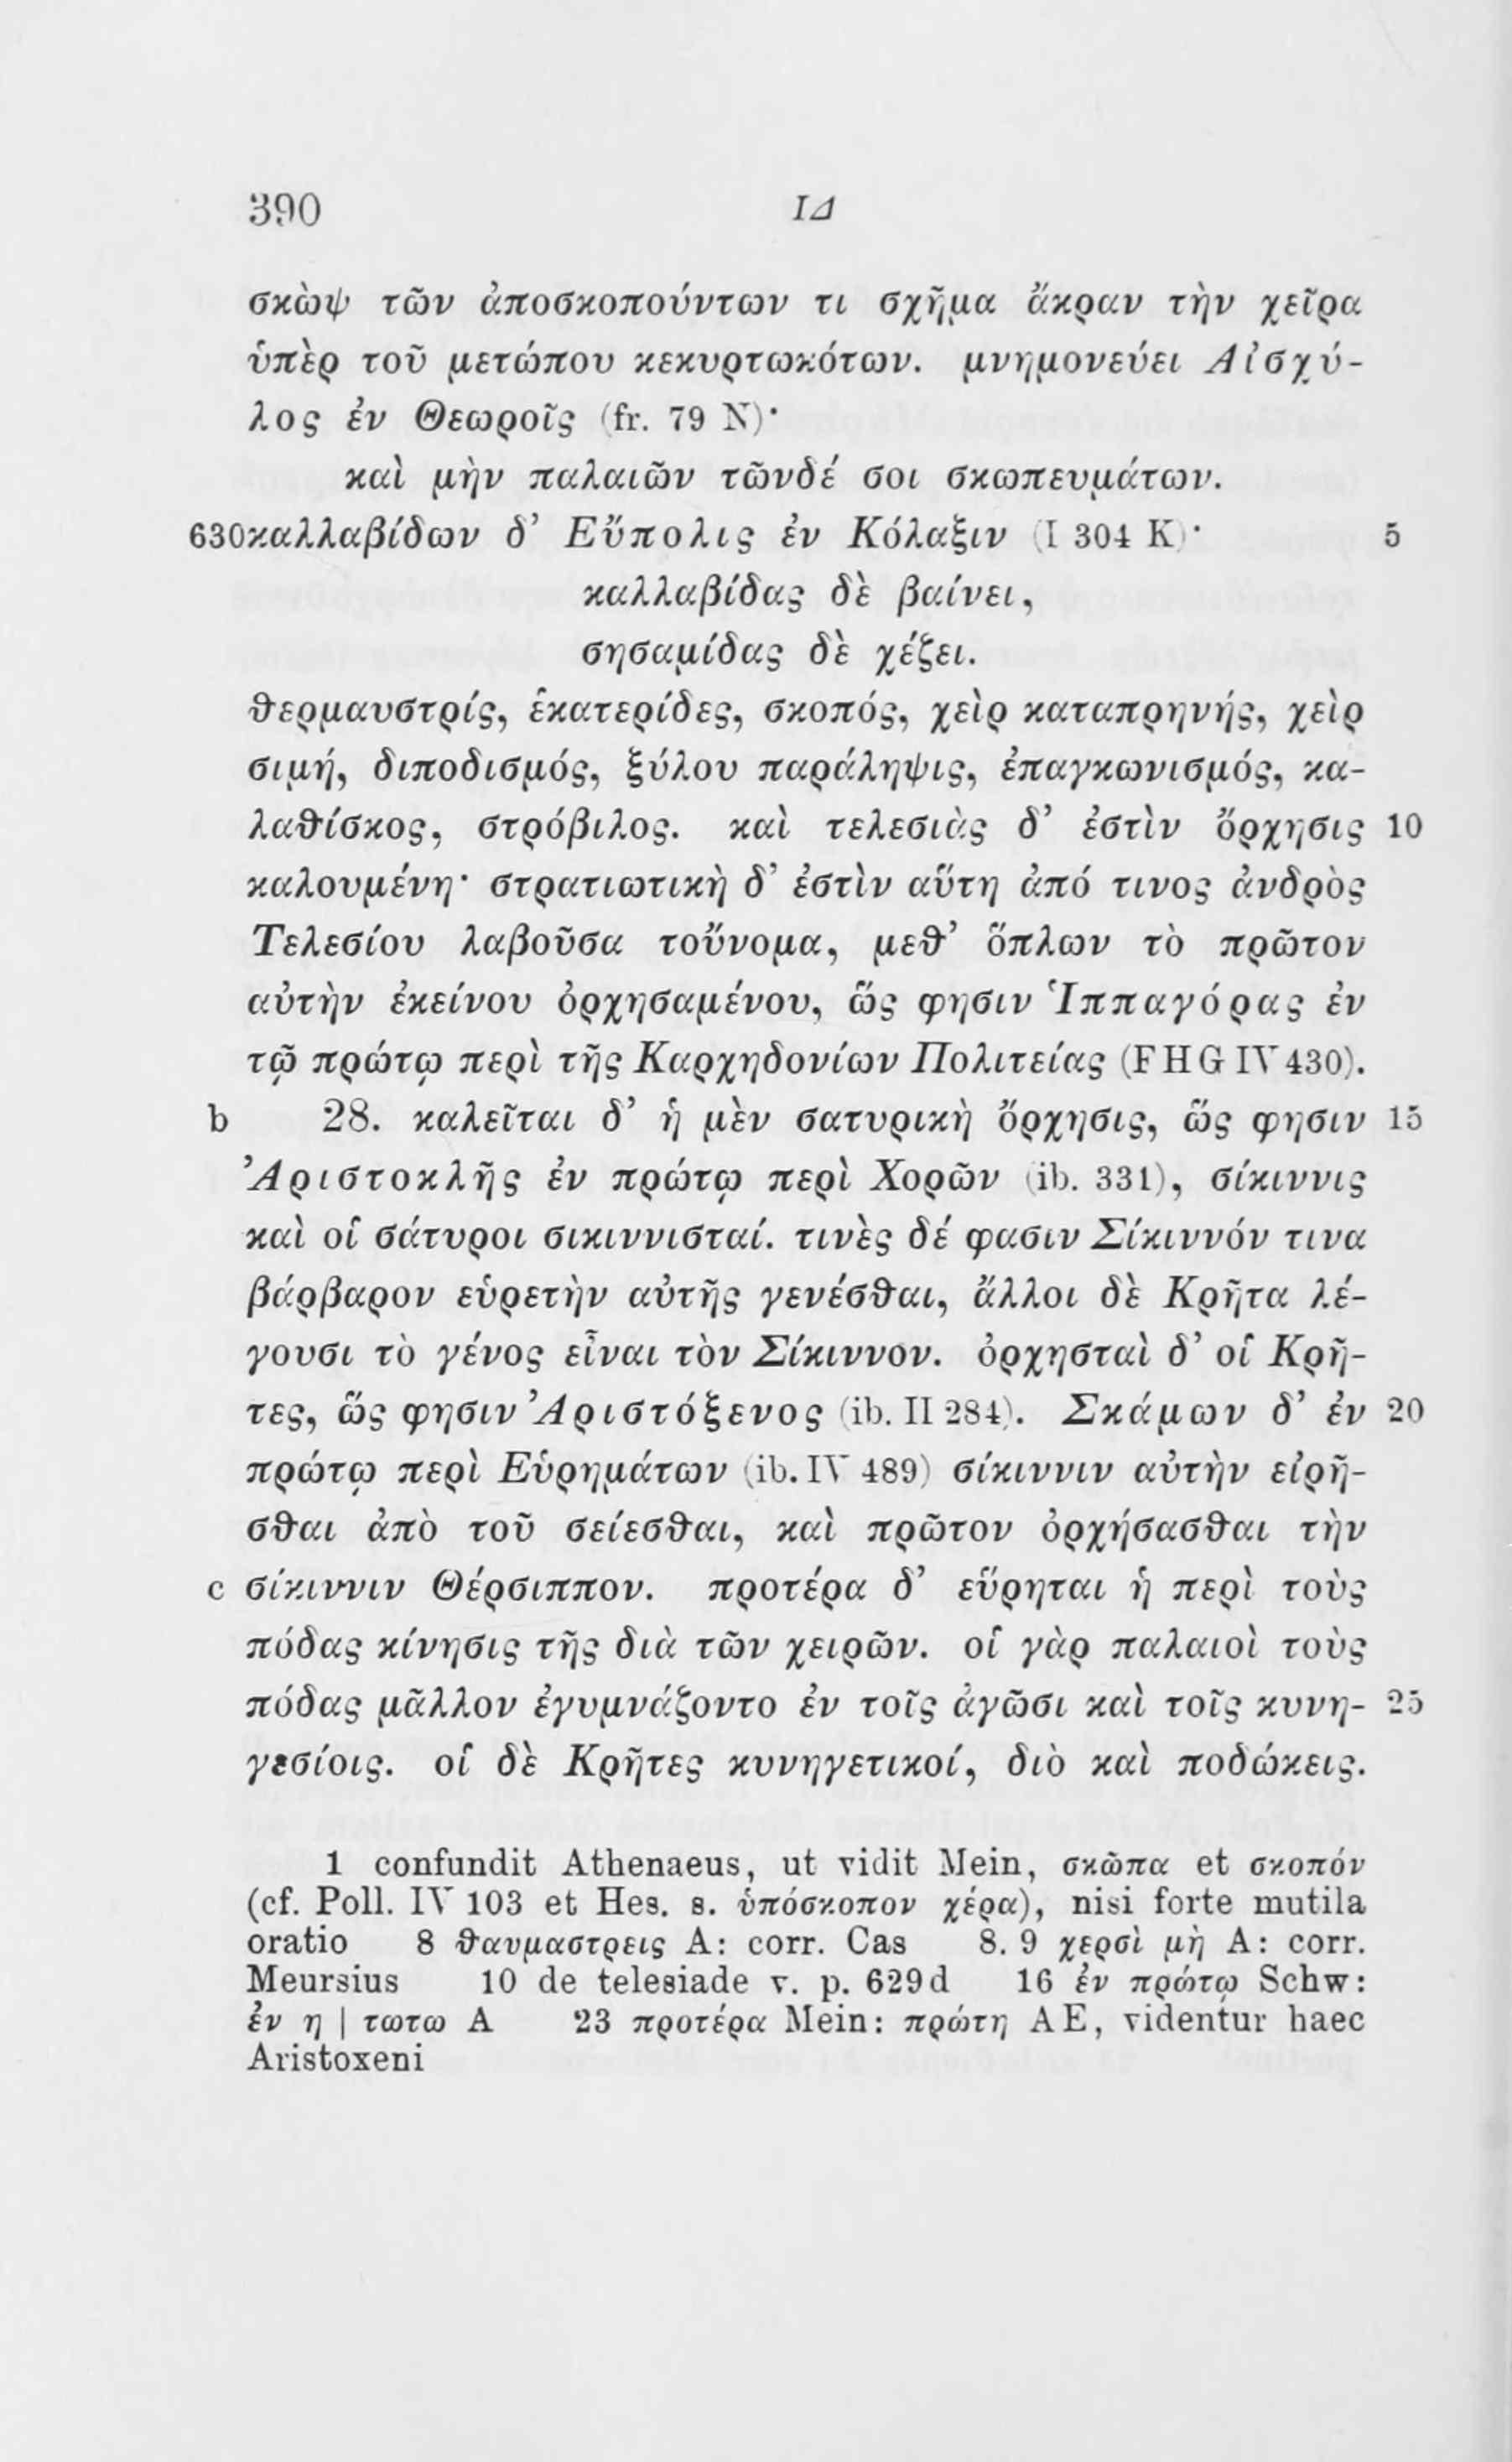 390 ΙΔ
σκὼψ τῶν ἀποσκοπούντων τι σχῆμα ἄκραν τὴν χεῖρα
ὑπὲρ τοῦ μετώπου κεκυρτωκότων. μνημονεύει Αἰσχύ-
λος ἐν Θεωροῖς (fr. 79 N)·
καὶ μὴν παλαιῶν τῶνδέ σοι σκωπευμάτων.
630 καλλαβίδων δ’ Εὔπολις ἐν Κόλαξιν (I 304 K)· 5
καλλαβίδας δὲ βαίνει,
σησαμίδας δὲ χέζει.
θερμαυστρίς, ἑκατερίδες, σκοπός, χεὶρ καταπρηνής, χεὶρ
σιμή, διποδισμός, ξύλου παράληψις, ἐπαγκωνισμός, κα-
λαθίσκος, στρόβιλος. καὶ τελεσιὰς δ’ ἐστὶν ὄρχησις 10
καλουμένη· στρατιωτικὴ δ’ ἐστὶν αὕτη ἀπό τινος ἀνδρὸς
Τελεσίου λαβοῦσα τοὔνομα, μεθ’ ὅπλων τὸ πρῶτον
αὐτὴν ἐκείνου ὀρχησαμένου, ὥς φησιν Ἱππαγόρας ἐν
τῷ πρώτῳ περὶ τῆς Καρχηδονίων Πολιτείας (FHG IV 430).
b 28. καλεῖται δ’ ἡ μὲν σατυρικὴ ὄρχησις, ὥς φησιν 15
Ἀριστοκλῆς ἐν πρώτῳ περὶ Χορῶν (ib. 331), σίκιννις
καὶ οἱ σάτυροι σικιννισταί. τινὲς δέ φασιν Σίκιννόν τινα
βάρβαρον εὑρετὴν αὐτῆς γενέσθαι, ἄλλοι δὲ Κρῆτα λέ-
γουσι τὸ γένος εἶναι τὸν Σίκιννον. ὀρχησταὶ δ’ οἱ Κρῆ-
τες, ὥς φησιν Ἀριστόξενος (ib. II 284). Σκάμων δ’ ἐν 20
πρώτῳ περὶ Εὑρημάτων (ib. IV 489) σίκιννιν αὐτὴν εἰρῆ-
σθαι ἀπὸ τοῦ σείεσθαι, καὶ πρῶτον ὀρχήσασθαι τὴν
c σίκιννιν Θέρσιππον. προτέρα δ’ εὕρηται ἡ περὶ τοὺς
πόδας κίνησις τῆς διὰ τῶν χειρῶν. οἱ γὰρ παλαιοὶ τοὺς
πόδας μᾶλλον ἐγυμνάζοντο ἐν τοῖς ἀγῶσι καὶ τοῖς κυνη- 25
γεσίοις. οἱ δὲ Κρῆτες κυνηγετικοί, διὸ καὶ ποδώκεις.
1 confundit Athenaeus, ut vidit Mein, σκῶπα et σκοπόν
(cf. Poll. IV 103 et Hes. s. ὑπόσκοπον χέρα), nisi forte mutila
oratio 8 θαυμαστρεις A: corr. Cas 8. 9 χερσὶ μὴ A: corr.
Meursius 10 de telesiade v. p. 629d 16 ἐν πρώτῳ Schw:
ἐν η | τωτω A 23 προτέρα Mein: πρώτη AE, videntur haec
Aristoxeni